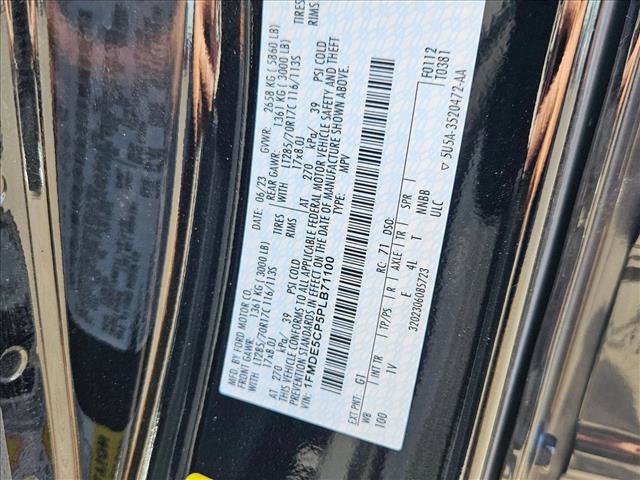 MFD. BY FORD MOTOR CO.
DATE: 06/23 GVWR: 2658 KG ( 5860 LB)
FRONT GAWR: 1361 KG ( 3000 LB) REAR GAWR: 1361 KG ( 3000 LB)
WITH LT285/70R17C 116/113S TIRES WITH LT285/70R17C 116/113S TIRES
17x8.0J RIMS 17x8.0J RIMS
AT 270 kPa/ 39 PSI COLD AT 270 kPa/ 39 PSI COLD
THIS VEHICLE CONFORMS TO ALL APPLICABLE FEDERAL MOTOR VEHICLE SAFETY AND THEFT
PREVENTION STANDARDS IN EFFECT ON THE DATE OF MANUFACTURE SHOWN ABOVE.
VIN: 1FMDE5CP5PLB71100 TYPE: MPV
EXT PNT: G1 RC: 71 DSO: F0112
WB INT TR TP/PS R AXLE TR SPR T0381
100 1V E 4L T NNBB
ULC
3202306085723
▽ 5U5A-3520472-AA